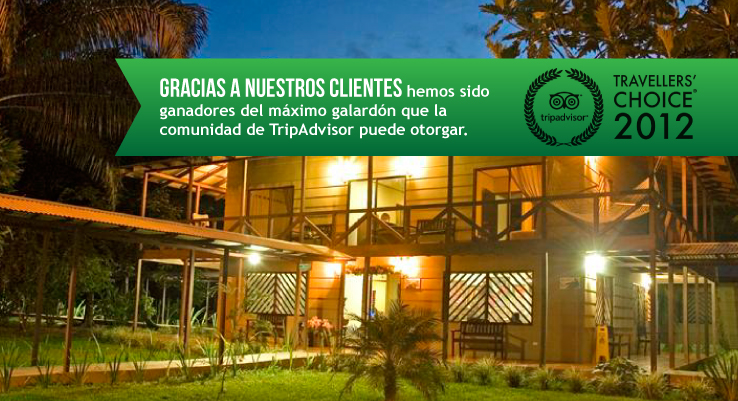 GRACIAS A NUESTROS CLIENTES hemos sido
ganadores del máximo galardón que la
comunidad de TripAdvisor puede otorgar.
tripadvisor®
TRAVELLERS'
CHOICE®
2012